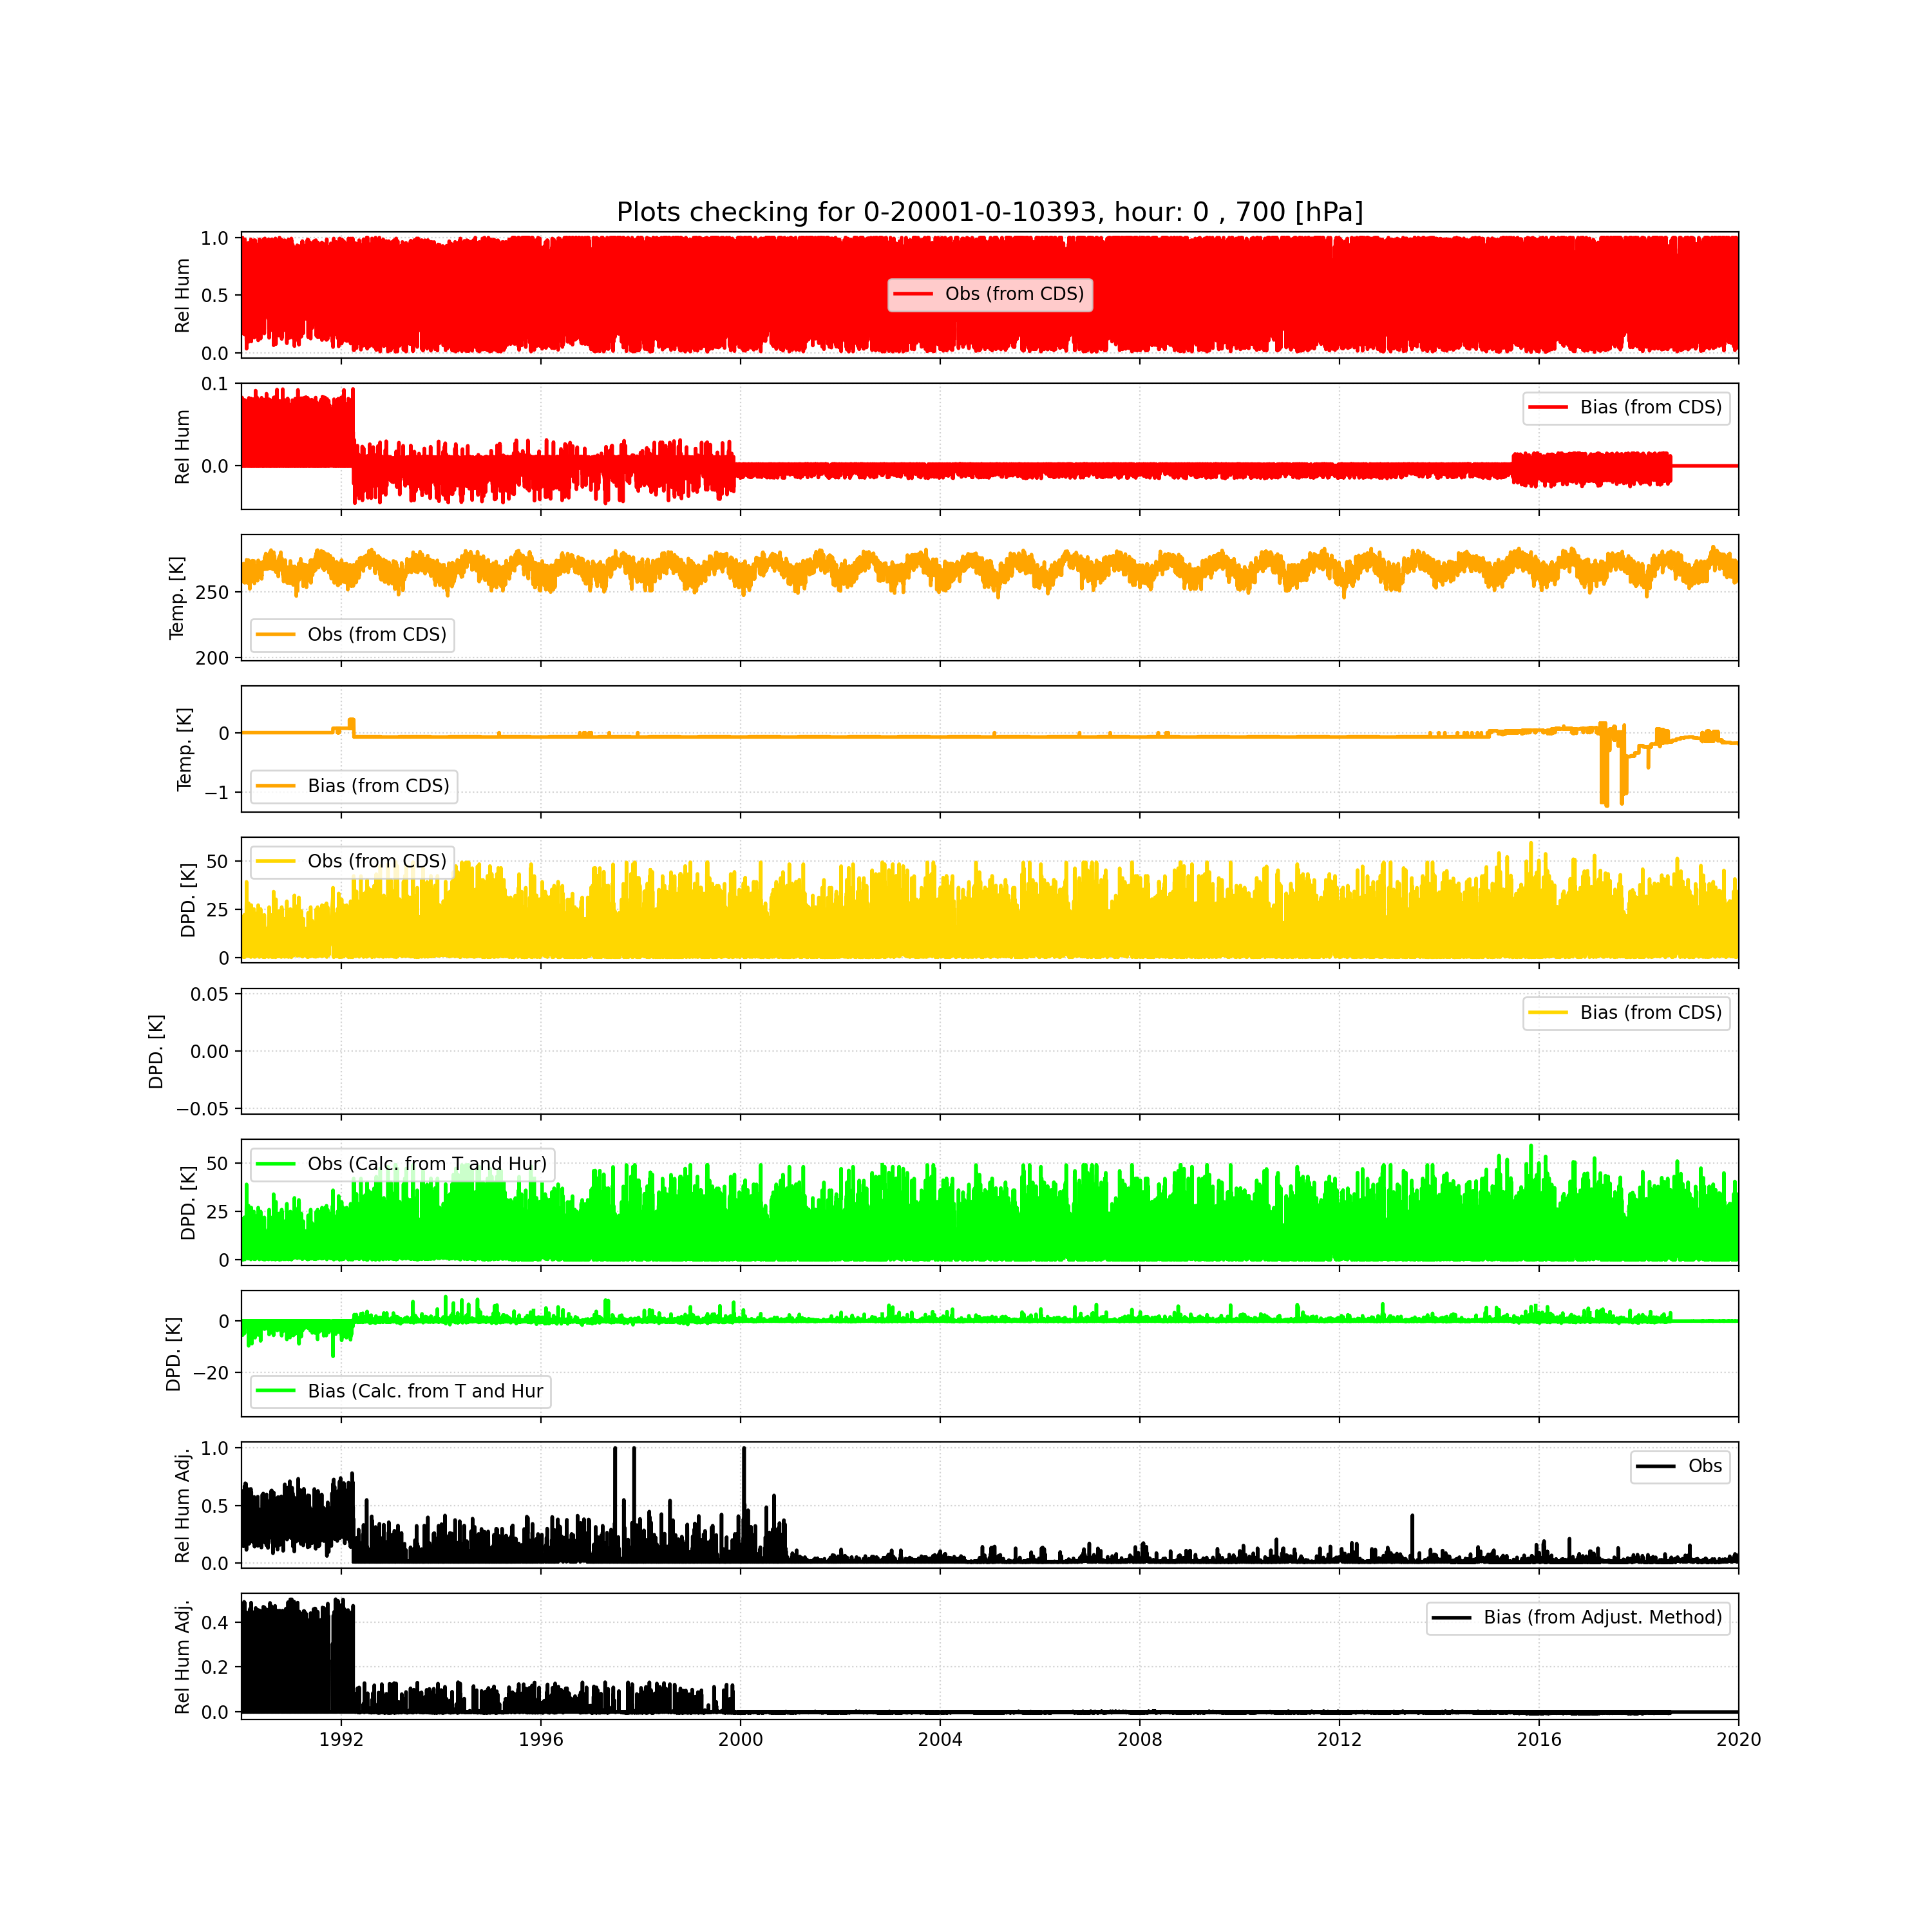 Plots checking for 0-20001-0-10393, hour: 0 , 700 [hPa]
1.0
0.5
0.0
Rel Hum
Obs (from CDS)
0.1
0.0
Rel Hum
Bias (from CDS)
250
200
Temp. [K]
Obs (from CDS)
0
−1
Temp. [K]
Bias (from CDS)
50
25
0
DPD. [K]
Obs (from CDS)
0.05
0.00
−0.05
DPD. [K]
Bias (from CDS)
50
25
0
DPD. [K]
Obs (Calc. from T and Hur)
0
−20
DPD. [K]
Bias (Calc. from T and Hur
1.0
0.5
0.0
Rel Hum Adj.
Obs
0.4
0.2
0.0
Rel Hum Adj.
Bias (from Adjust. Method)
1992 1996 2000 2004 2008 2012 2016 2020